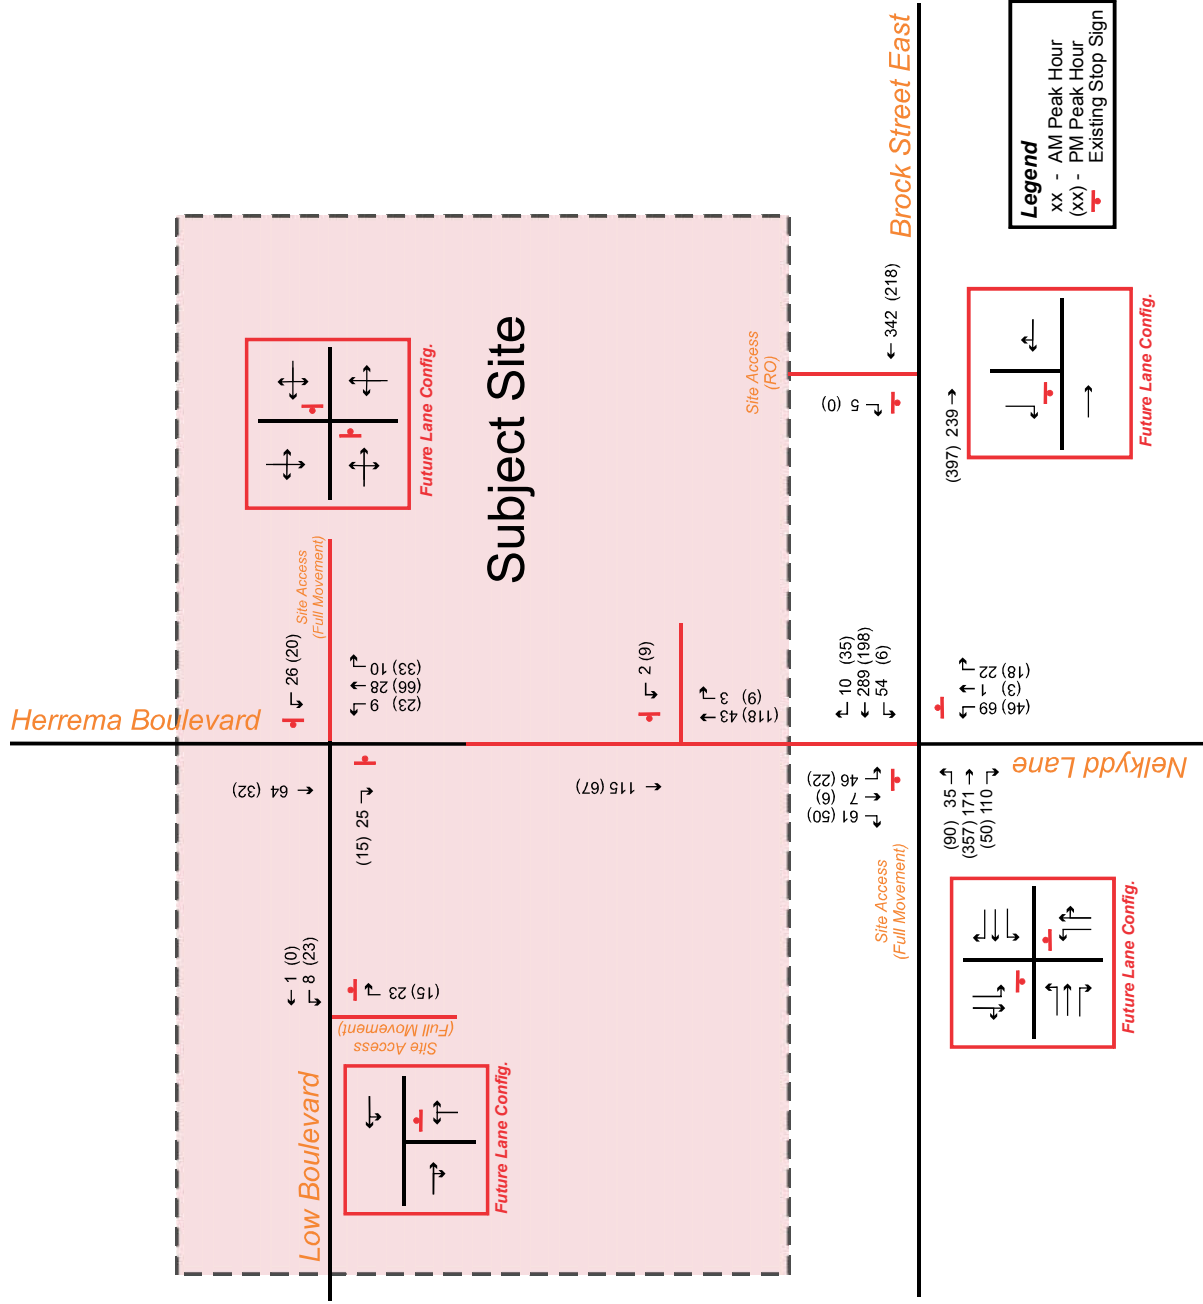 Herrema Boulevard
Brock Street East
Legend
xx - AM Peak Hour
(xx) - PM Peak Hour
Existing Stop Sign
Subject Site
Future Lane Config.
Site Access
(Full Movement)
26 (20)
(33) 10
(66) 28
(23) 9
64 (32)
(15) 25
1 (0)
8 (23)
(15) 23
Site Access
(Full Movement)
Low Boulevard
Future Lane Config.
2 (9)
(9) 3
(118) 43
115 (67)
Site Access
(RO)
342 (218)
5 (0)
(397) 239
Future Lane Config.
10 (35)
289 (198)
54 (6)
46 (22)
7 (6)
61 (50)
(18) 22
(3) 1
(46) 69
(90) 35
(357) 171
(50) 110
Nelkydd Lane
Site Access
(Full Movement)
Future Lane Config.